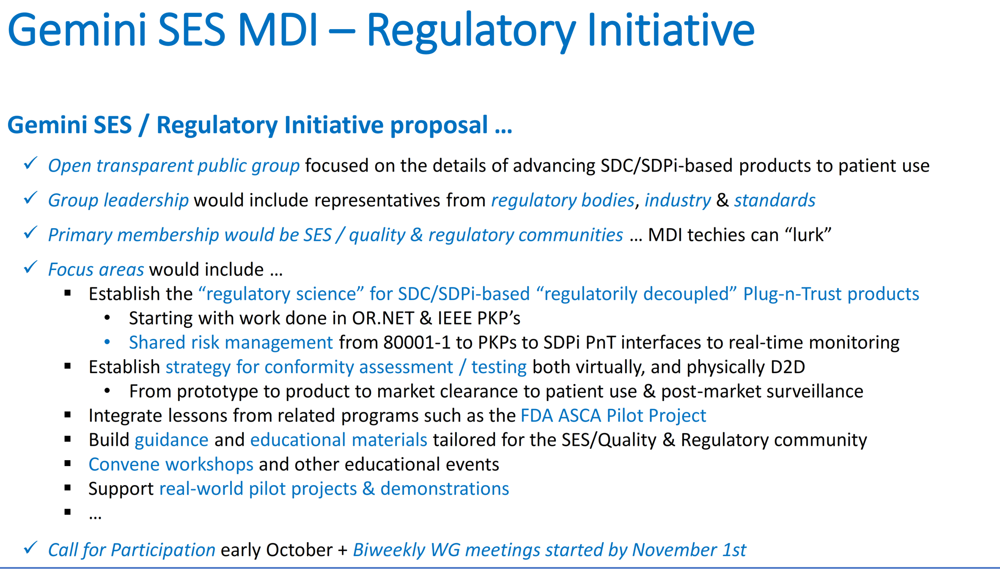 Gemini SES MDI – Regulatory Initiative
Gemini SES / Regulatory Initiative proposal …
✓ Open transparent public group focused on the details of advancing SDC/SDPi-based products to patient use
✓ Group leadership would include representatives from regulatory bodies, industry & standards
✓ Primary membership would be SES / quality & regulatory communities … MDI techies can “lurk”
✓ Focus areas would include …
▪ Establish the “regulatory science” for SDC/SDPi-based “regulatorily decoupled” Plug-n-Trust products
• Starting with work done in OR.NET & IEEE PKP’s
• Shared risk management from 80001-1 to PKPs to SDPi PnT interfaces to real-time monitoring
▪ Establish strategy for conformity assessment / testing both virtually, and physically D2D
• From prototype to product to market clearance to patient use & post-market surveillance
▪ Integrate lessons from related programs such as the FDA ASCA Pilot Project
▪ Build guidance and educational materials tailored for the SES/Quality & Regulatory community
▪ Convene workshops and other educational events
▪ Support real-world pilot projects & demonstrations
▪ …
✓ Call for Participation early October + Biweekly WG meetings started by November 1st